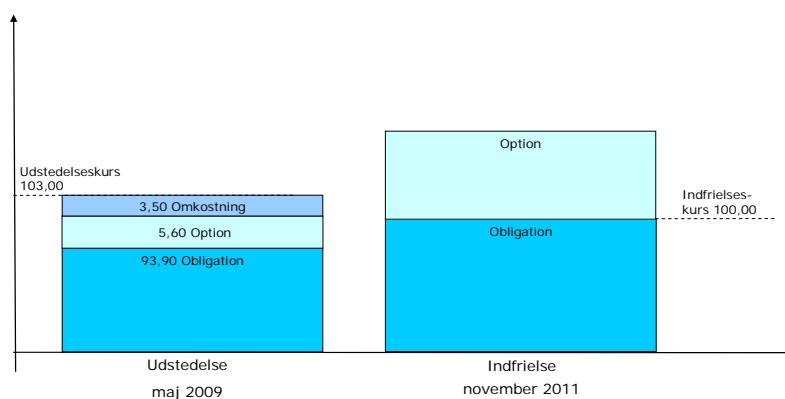 Udstedelseskurs
103,00
3,50 Omkostning
5,60 Option
93,90 Obligation
Option
Obligation
Indfrielses-
kurs 100,00
Udstedelse
maj 2009
Indfrielse
november 2011